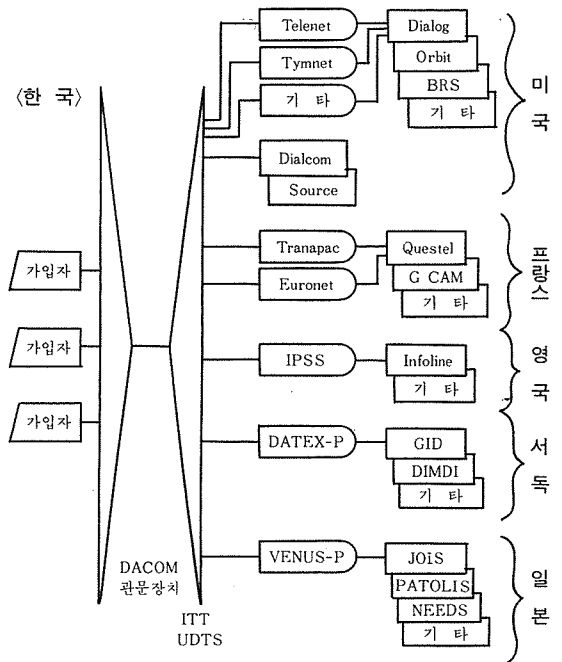 〈한 국〉
가입자
가입자
가입자
DACOM
관문장치
ITT
UDTS
Telenet
Tymnet
기 타
Dialcom
Source
Dialog
Orbit
BRS
기 타
미국
Tranapac
Euronet
Questel
G CAM
기 타
프랑스
IPSS
Infoline
기 타
영국
DATEX-P
GID
DIMDI
기 타
서독
VENUS-P
JOiS
PATOLIS
NEEDS
기 타
일본